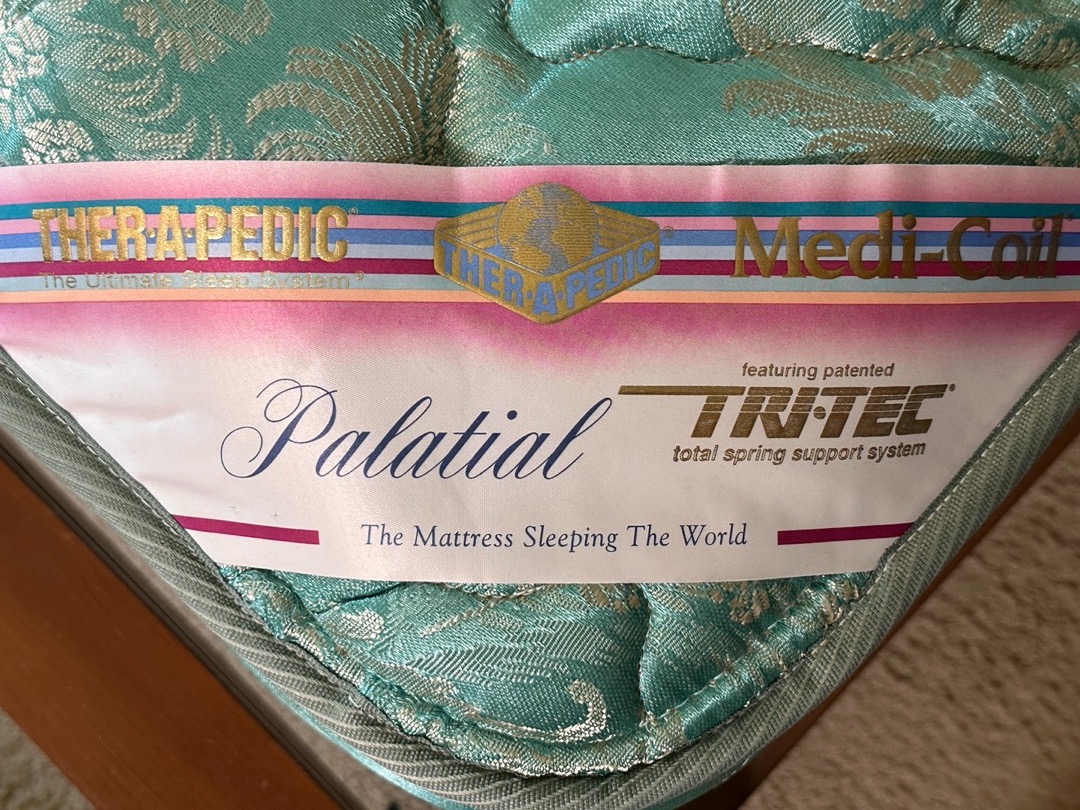 THER·A·PEDIC®
The Ultimate Sleep System®
THER·A·PEDIC®
Medi-Coil
Palatial
featuring patented
TRI·TEC®
total spring support system
The Mattress Sleeping The World